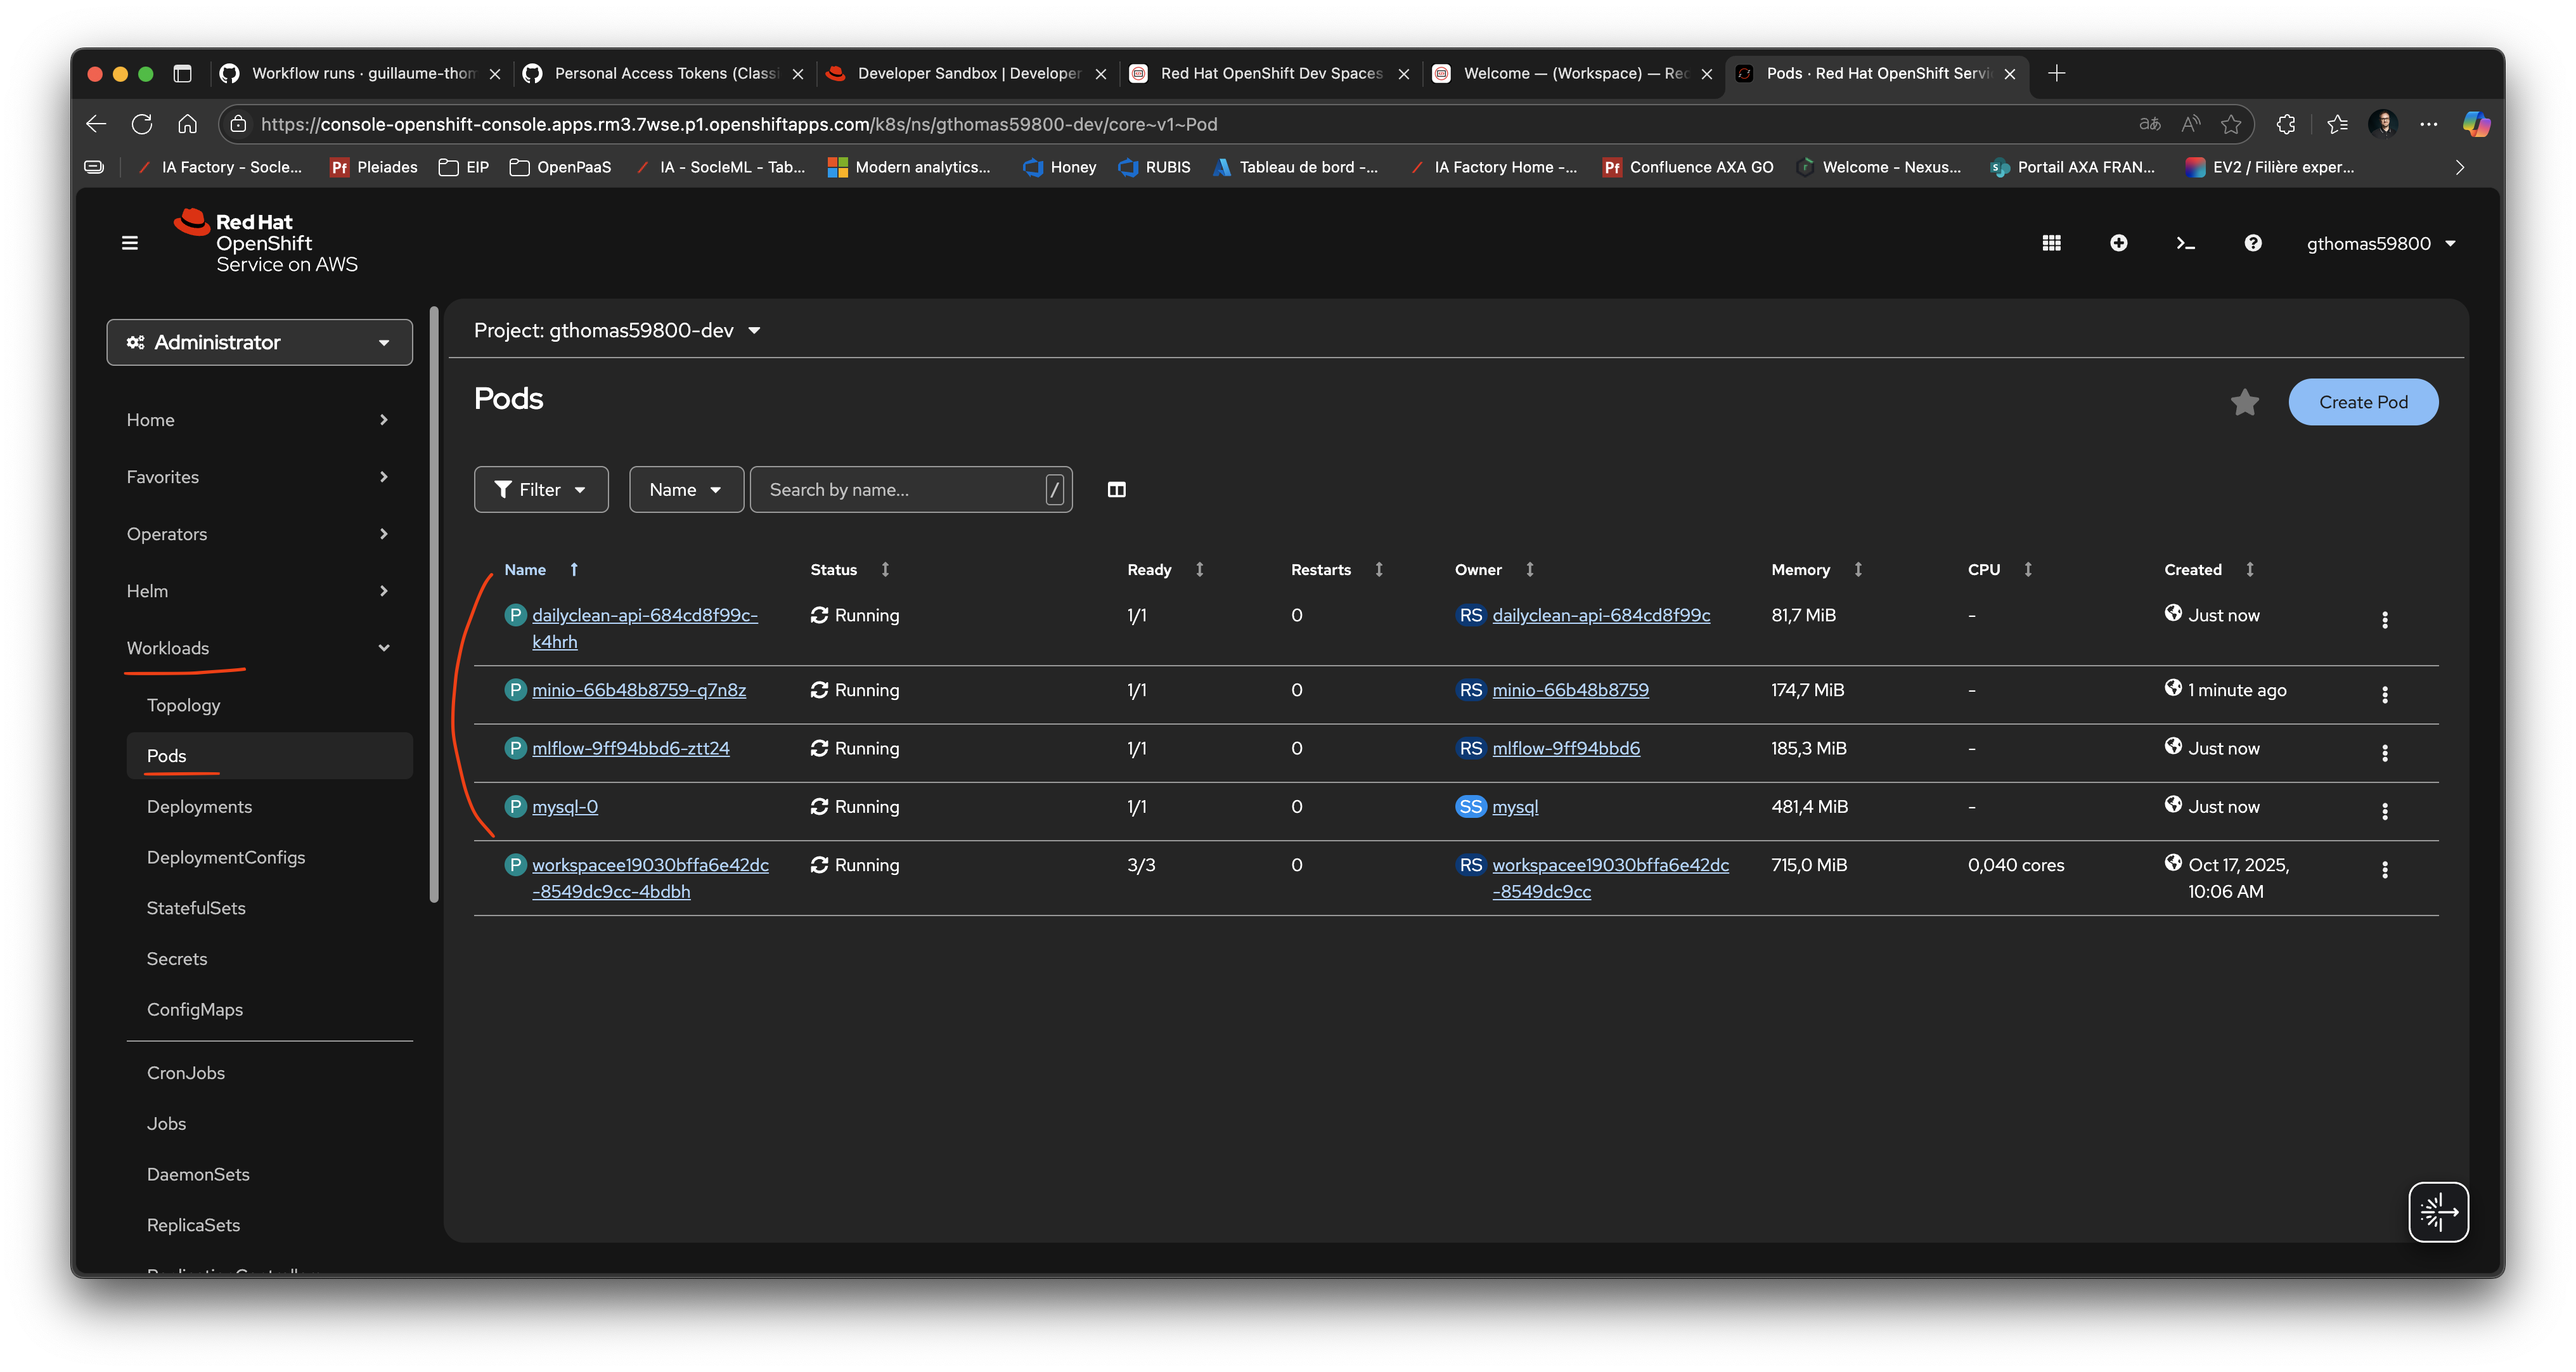 Workflow runs · guillaume-thom
Personal Access Tokens (Classi
Developer Sandbox | Developer
Red Hat OpenShift Dev Spaces
Welcome — (Workspace) — Red
Pods · Red Hat OpenShift Servi
https://console-openshift-console.apps.rm3.7wse.p1.openshiftapps.com/k8s/ns/gthomas59800-dev/core~v1~Pod
IA Factory - Socle...
Pf Pleiades
EIP
OpenPaaS
IA - SocleML - Tab...
Modern analytics...
Honey
RUBIS
Tableau de bord -...
IA Factory Home -...
Pf Confluence AXA GO
Welcome - Nexus...
Portail AXA FRAN...
EV2 / Filière exper...
Red Hat
OpenShift
Service on AWS
gthomas59800
Administrator
Home
Favorites
Operators
Helm
Workloads
Topology
Pods
Deployments
DeploymentConfigs
StatefulSets
Secrets
ConfigMaps
CronJobs
Jobs
DaemonSets
ReplicaSets
Project: gthomas59800-dev
Pods
Create Pod
Filter
Name
Search by name...
/
Name Status Ready Restarts Owner Memory CPU Created
P dailyclean-api-684cd8f99c- Running 1/1 0 RS dailyclean-api-684cd8f99c 81,7 MiB - Just now
k4hrh
P minio-66b48b8759-q7n8z Running 1/1 0 RS minio-66b48b8759 174,7 MiB - 1 minute ago
P mlflow-9ff94bbd6-ztt24 Running 1/1 0 RS mlflow-9ff94bbd6 185,3 MiB - Just now
P mysql-0 Running 1/1 0 SS mysql 481,4 MiB - Just now
P workspacee19030bffa6e42dc Running 3/3 0 RS workspacee19030bffa6e42dc 715,0 MiB 0,040 cores Oct 17, 2025,
-8549dc9cc-4bdbh -8549dc9cc 10:06 AM